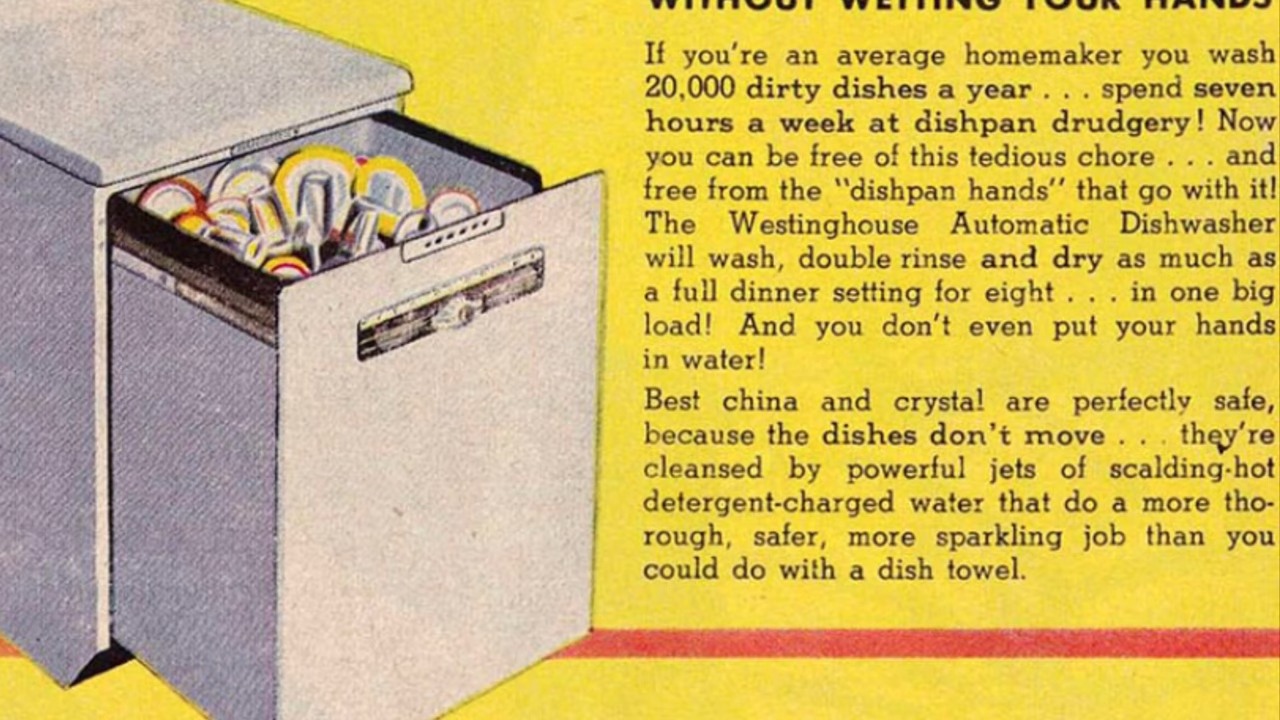 WITHOUT WETTING YOUR HANDS
If you're an average homemaker you wash
20,000 dirty dishes a year . . . spend seven
hours a week at dishpan drudgery! Now
you can be free of this tedious chore . . . and
free from the "dishpan hands" that go with it!
The Westinghouse Automatic Dishwasher
will wash, double rinse and dry as much as
a full dinner setting for eight . . . in one big
load! And you don't even put your hands
in water!
Best china and crystal are perfectly safe,
because the dishes don't move . . . they're
cleansed by powerful jets of scalding-hot
detergent-charged water that do a more tho-
rough, safer, more sparkling job than you
could do with a dish towel.